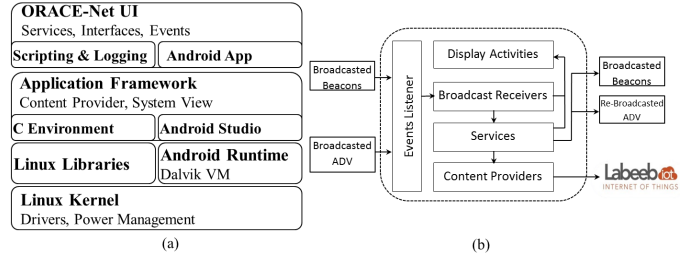 ORACE-Net UI
Services, Interfaces, Events
Scripting & Logging
Android App
Application Framework
Content Provider, System View
C Environment
Android Studio
Linux Libraries
Android Runtime
Dalvik VM
Linux Kernel
Drivers, Power Management
(a)
Broadcasted
Beacons
Broadcasted
ADV
Events Listener
Display Activities
Broadcast Receivers
Services
Content Providers
Broadcasted
Beacons
Re-Broadcasted
ADV
Labeeb iot
INTERNET OF THINGS
(b)